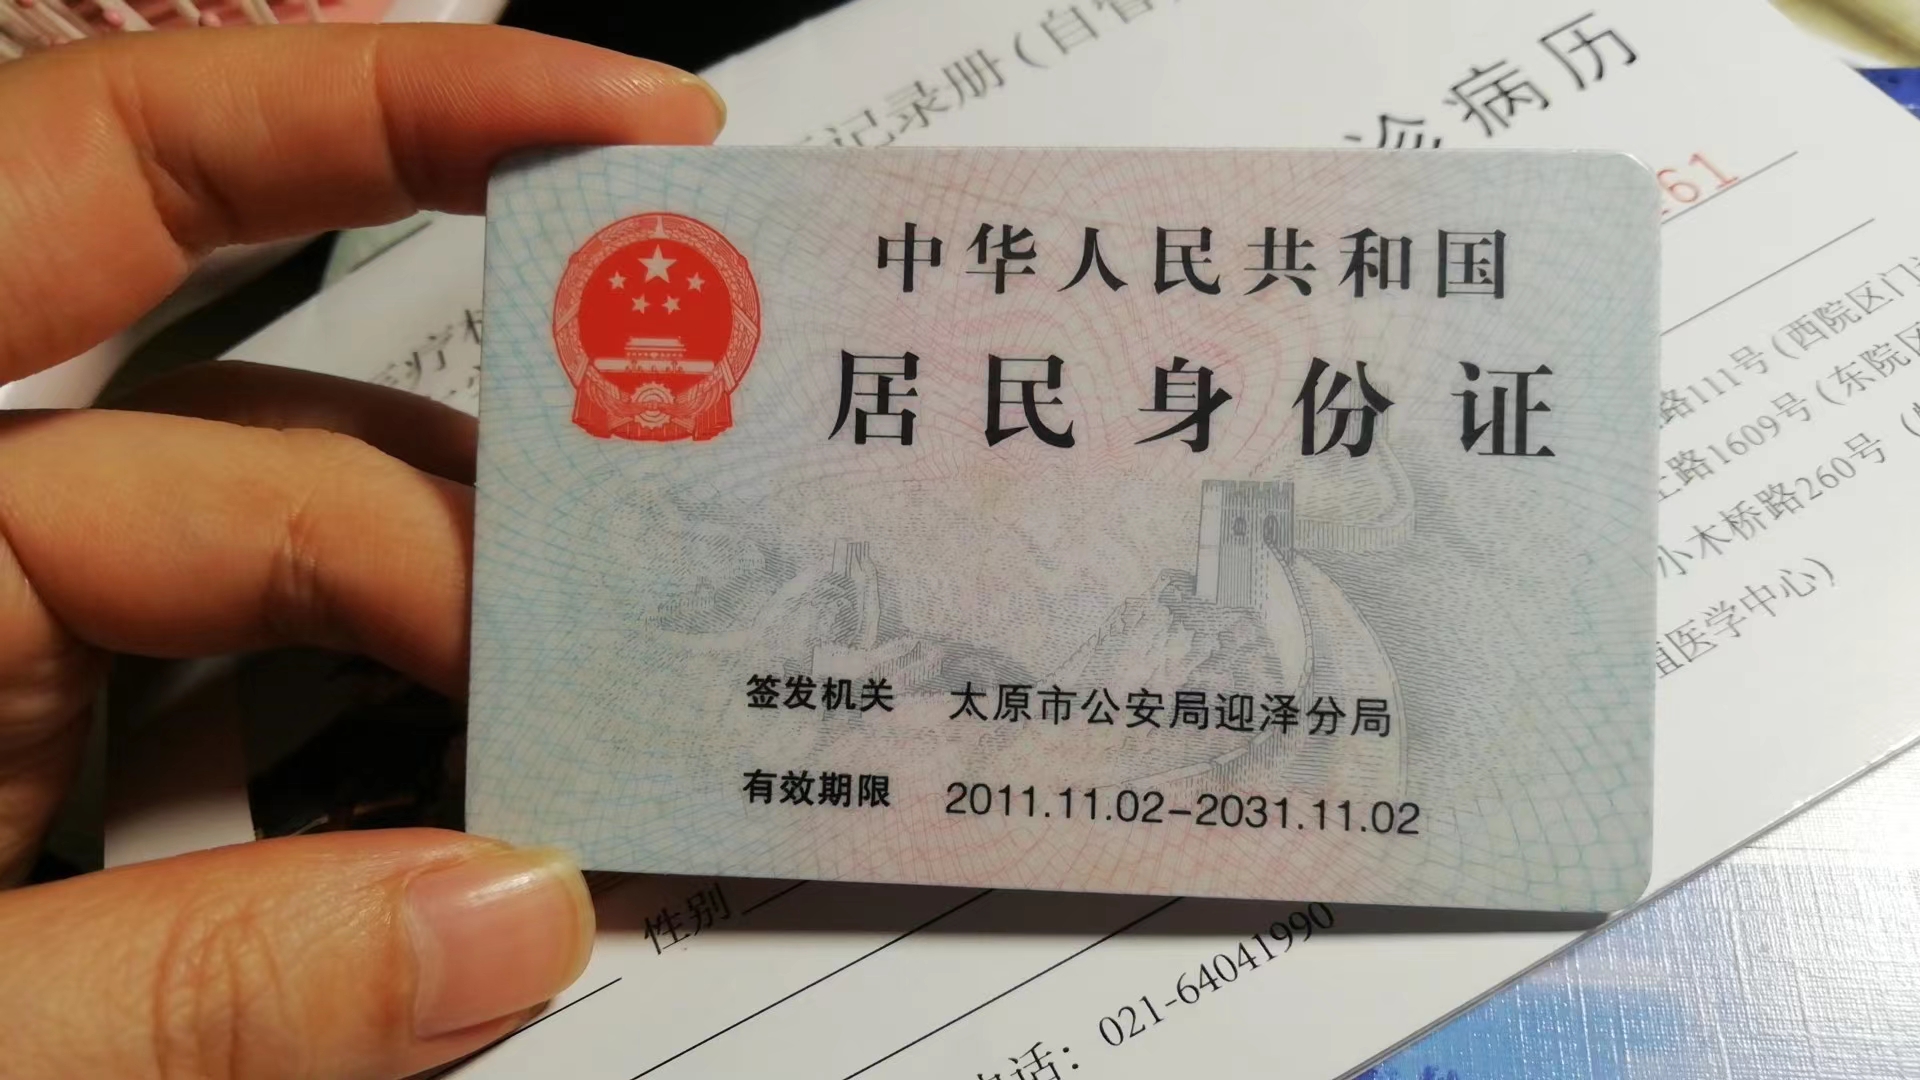 记录册（自管
诊病历
61
中华人民共和国
居民身份证
路111号（西院区门
路1609号（东院区
小木桥路260号（
医学中心）
签发机关 太原市公安局迎泽分局
有效期限 2011.11.02-2031.11.02
性别
话：021-64041990